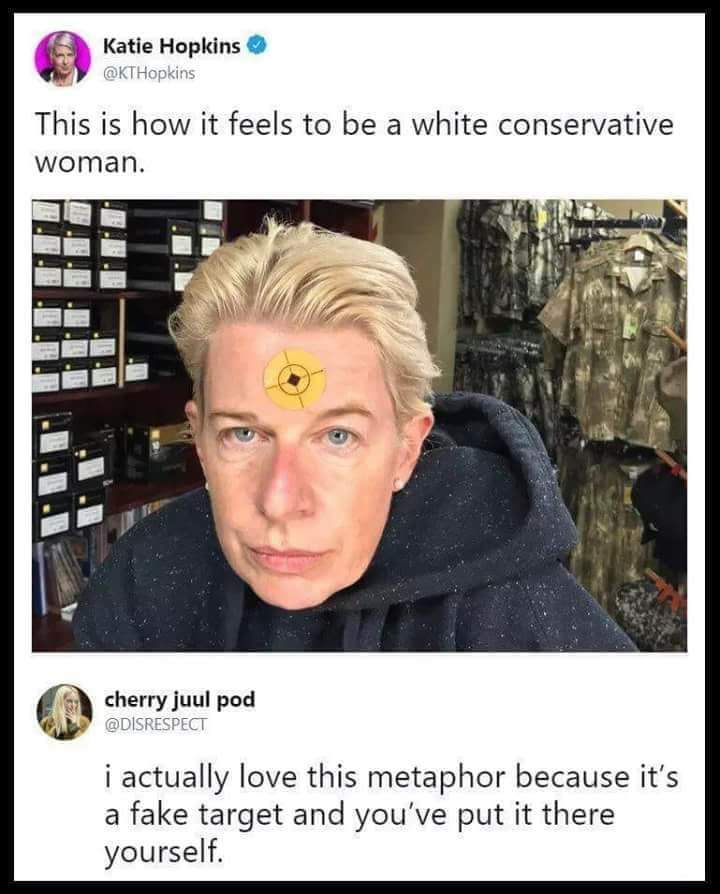 Katie Hopkins
@KTHopkins
This is how it feels to be a white conservative
woman.
cherry juul pod
@DISRESPECT
i actually love this metaphor because it's
a fake target and you've put it there
yourself.